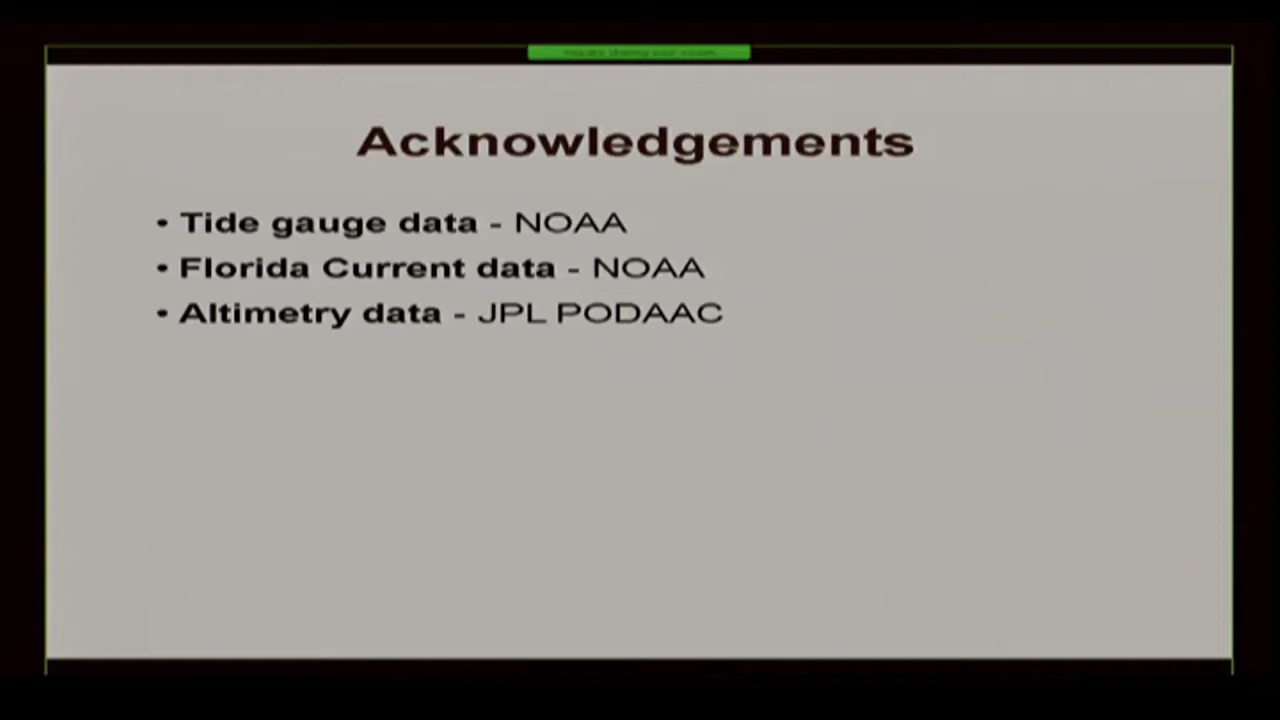 Acknowledgements
• Tide gauge data - NOAA
• Florida Current data - NOAA
• Altimetry data - JPL PODAAC